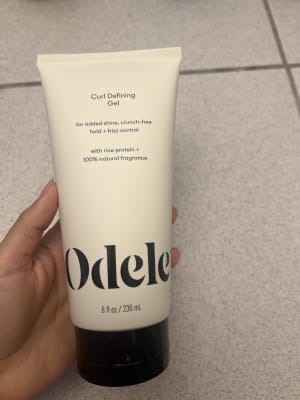 Curl Defining
Gel
for added shine, crunch-free
hold + frizz control
with rice protein +
100% natural fragrance
Odele
8 fl oz / 236 mL